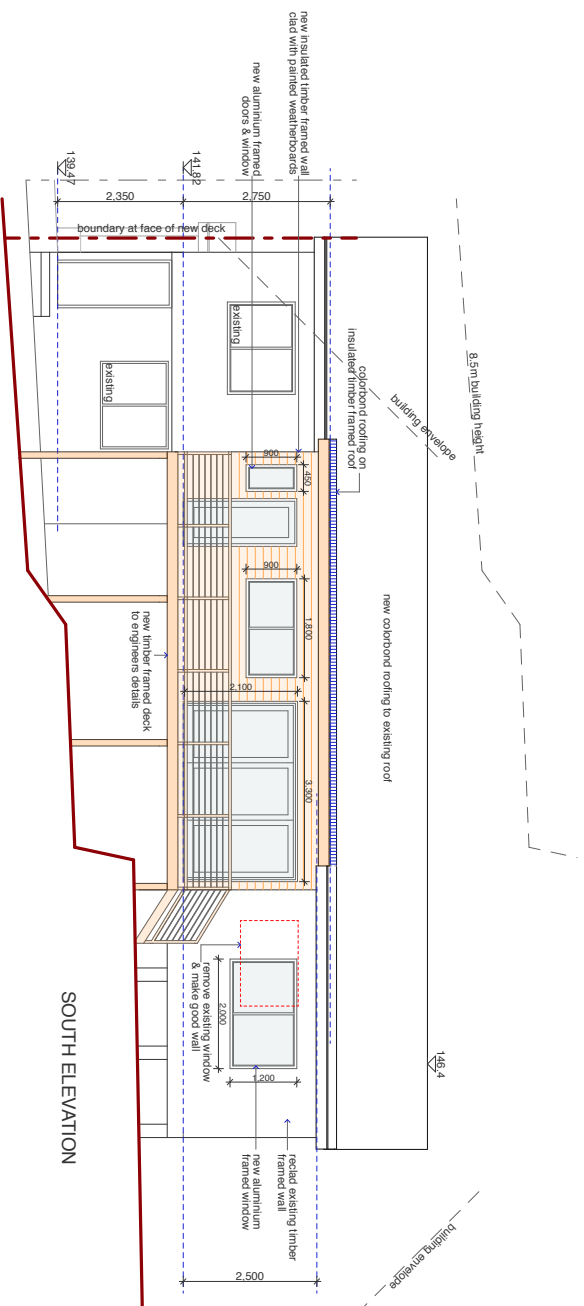 new insulated timber framed wall
clad with painted weatherboards
new aluminium framed
doors & window
139.47
141.82
2,350
2,750
boundary at face of new deck
existing
existing
building envelope
8.5m building height
colorbond roofing on
insulated timber framed roof
900
450
900
1,800
2,100
3,300
new timber framed deck
to engineers details
new colorbond roofing to existing roof
remove existing window
& make good wall
2,000
1,200
146.4
reclad existing timber
framed wall
new aluminium
framed window
2,500
building envelope
SOUTH ELEVATION